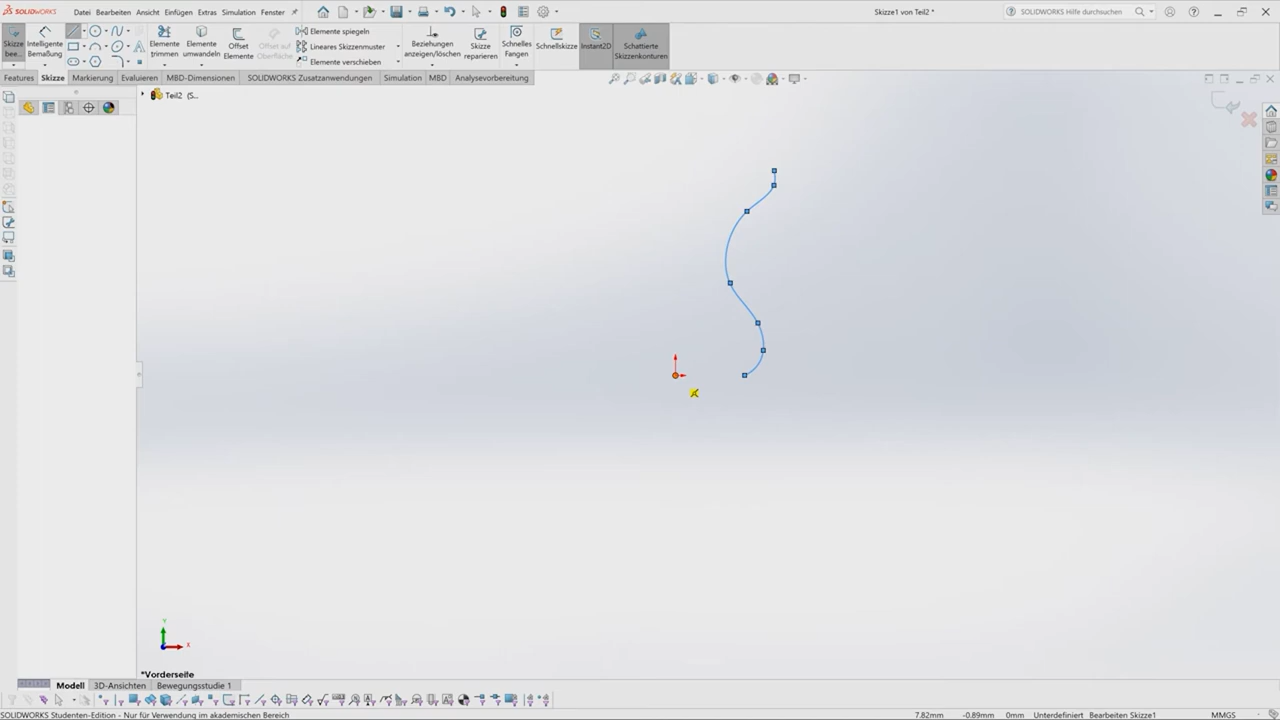 SOLIDWORKS Datei Bearbeiten Ansicht Einfügen Extras Simulation Fenster Skizze1 von Teil2 * SOLIDWORKS Hilfe durchsuchen
Skizze bee... Intelligente Bemaßung Elemente trimmen Elemente umwandeln Offset Elemente Offset auf Oberfläche Elemente spiegeln Beziehungen anzeigen/löschen Skizze reparieren Schnelles Fangen Schnellskizze Instant2D Schattierte Skizzenkonturen
Lineares Skizzenmuster
Elemente verschieben
Features Skizze Markierung Evaluieren MBD-Dimensionen SOLIDWORKS Zusatzanwendungen Simulation MBD Analysevorbereitung
Teil2 (S...
Y
X
*Vorderseite
Modell 3D-Ansichten Bewegungsstudie 1
SOLIDWORKS Studenten-Edition - Nur für Verwendung im akademischen Bereich 7.82mm -0.89mm 0mm Unterdefiniert Bearbeiten Skizze1 MMGS